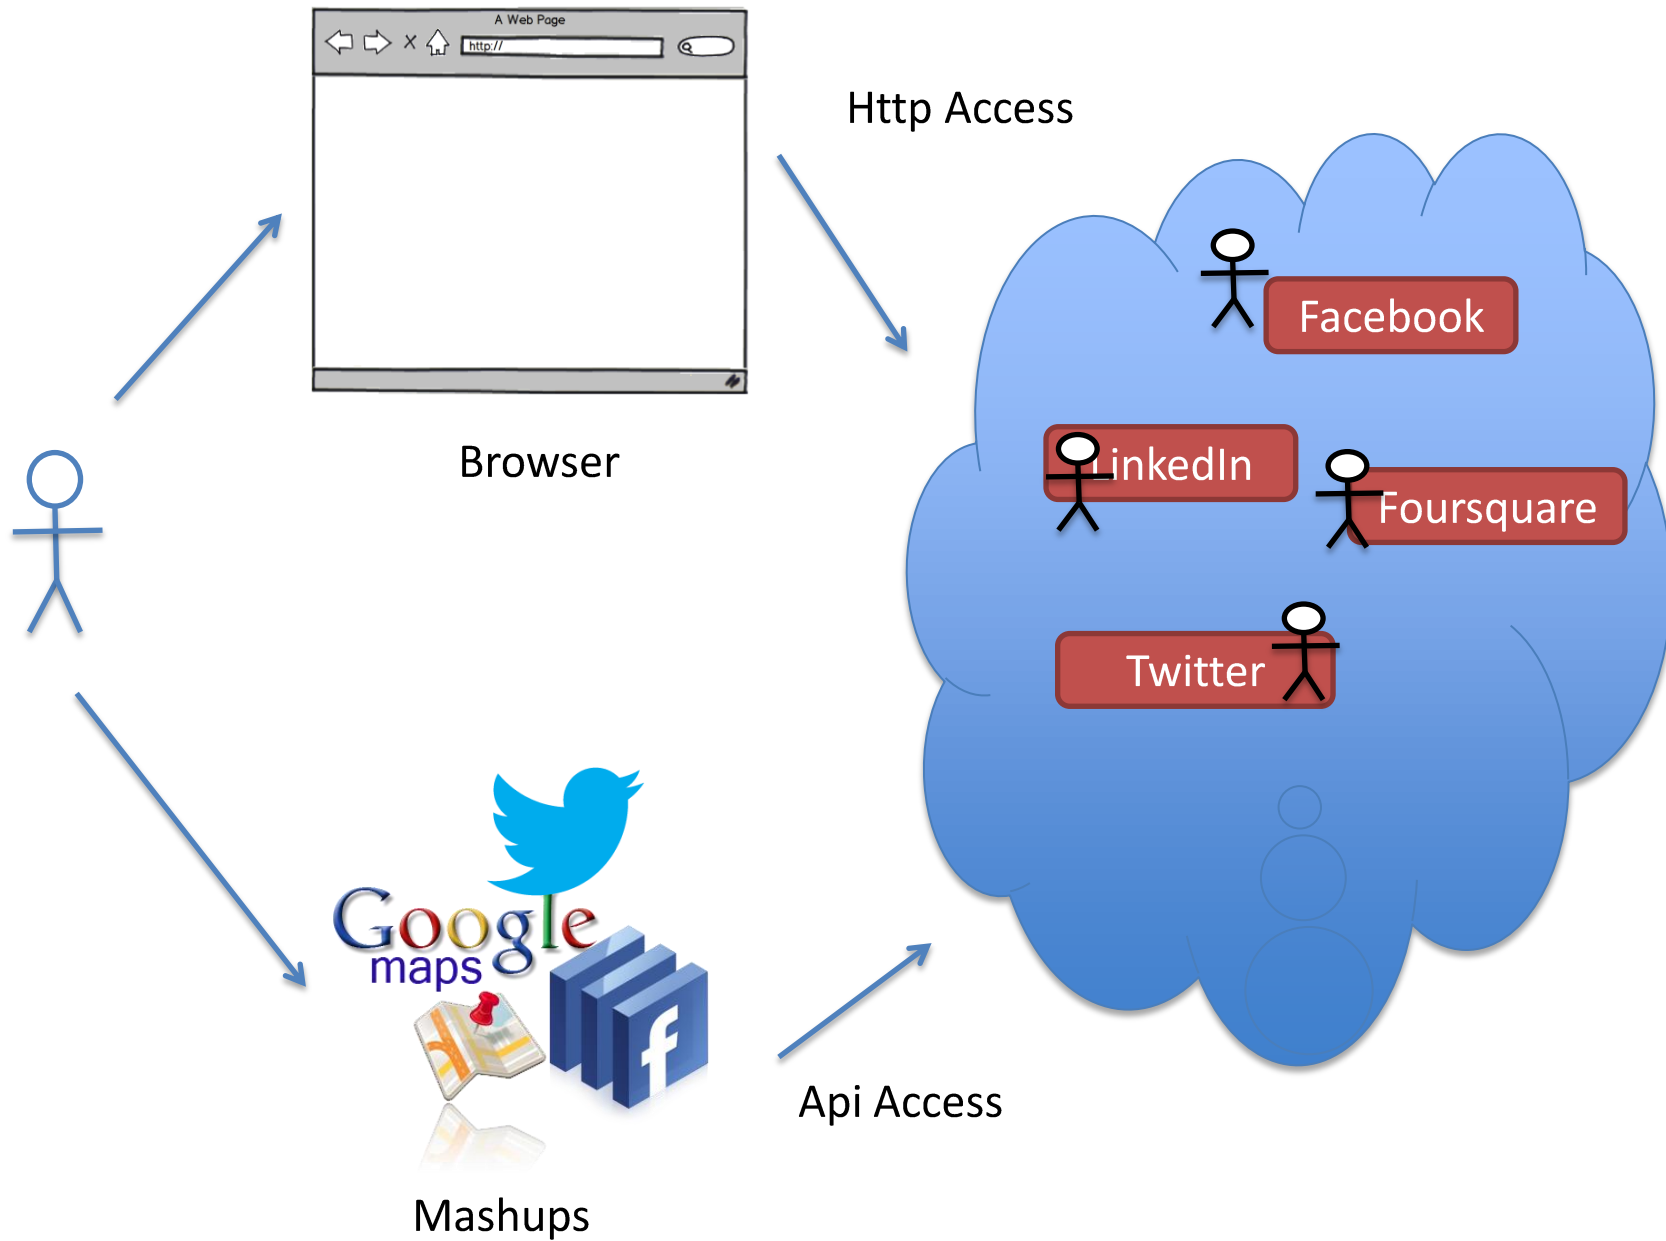 A Web Page
http://
Http Access
Browser
Facebook
LinkedIn
Foursquare
Twitter
Google
maps
f
Api Access
Mashups